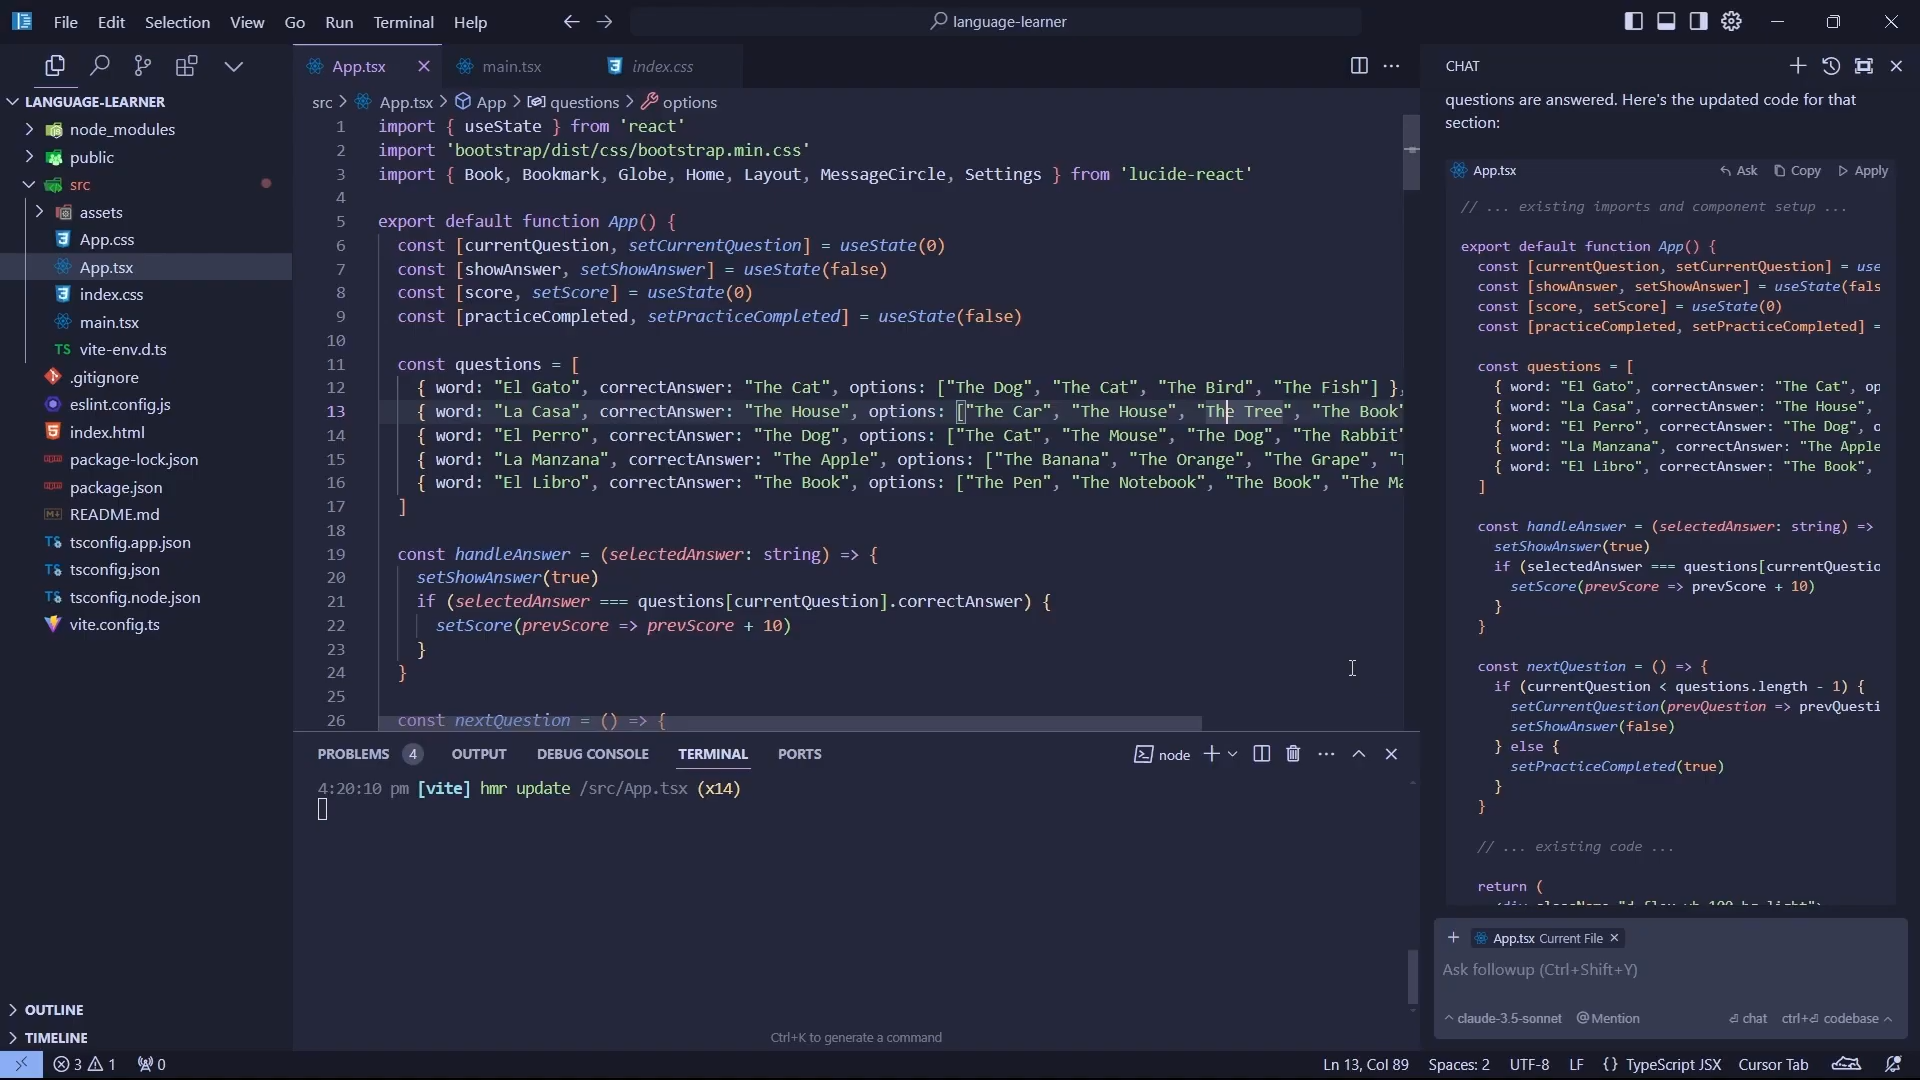 File Edit Selection View Go Run Terminal Help
language-learner
LANGUAGE-LEARNER
node_modules
public
src
assets
App.css
App.tsx
index.css
main.tsx
TS vite-env.d.ts
.gitignore
eslint.config.js
index.html
package-lock.json
package.json
README.md
TS tsconfig.app.json
TS tsconfig.json
TS tsconfig.node.json
vite.config.ts
OUTLINE
TIMELINE
App.tsx main.tsx index.css
src > App.tsx > App > questions > options
1 import { useState } from 'react'
2 import 'bootstrap/dist/css/bootstrap.min.css'
3 import { Book, Bookmark, Globe, Home, Layout, MessageCircle, Settings } from 'lucide-react'
4
5 export default function App() {
6 const [currentQuestion, setCurrentQuestion] = useState(0)
7 const [showAnswer, setShowAnswer] = useState(false)
8 const [score, setScore] = useState(0)
9 const [practiceCompleted, setPracticeCompleted] = useState(false)
10
11 const questions = [
12 { word: "El Gato", correctAnswer: "The Cat", options: ["The Dog", "The Cat", "The Bird", "The Fish"] },
13 { word: "La Casa", correctAnswer: "The House", options: ["The Car", "The House", "The Tree", "The Book"
14 { word: "El Perro", correctAnswer: "The Dog", options: ["The Cat", "The Mouse", "The Dog", "The Rabbit"
15 { word: "La Manzana", correctAnswer: "The Apple", options: ["The Banana", "The Orange", "The Grape", "T
16 { word: "El Libro", correctAnswer: "The Book", options: ["The Pen", "The Notebook", "The Book", "The Ma
17 ]
18
19 const handleAnswer = (selectedAnswer: string) => {
20 setShowAnswer(true)
21 if (selectedAnswer === questions[currentQuestion].correctAnswer) {
22 setScore(prevScore => prevScore + 10)
23 }
24 }
25
26 const nextQuestion = () => {
PROBLEMS 4 OUTPUT DEBUG CONSOLE TERMINAL PORTS node
4:20:10 pm [vite] hmr update /src/App.tsx (x14)
Ctrl+K to generate a command
CHAT
questions are answered. Here's the updated code for that
section:
App.tsx Ask Copy Apply
// ... existing imports and component setup ...
export default function App() {
const [currentQuestion, setCurrentQuestion] = use
const [showAnswer, setShowAnswer] = useState(fals
const [score, setScore] = useState(0)
const [practiceCompleted, setPracticeCompleted] =
const questions = [
{ word: "El Gato", correctAnswer: "The Cat", op
{ word: "La Casa", correctAnswer: "The House",
{ word: "El Perro", correctAnswer: "The Dog", o
{ word: "La Manzana", correctAnswer: "The Apple
{ word: "El Libro", correctAnswer: "The Book",
]
const handleAnswer = (selectedAnswer: string) =>
setShowAnswer(true)
if (selectedAnswer === questions[currentQuestio
setScore(prevScore => prevScore + 10)
}
}
const nextQuestion = () => {
if (currentQuestion < questions.length - 1) {
setCurrentQuestion(prevQuestion => prevQuesti
setShowAnswer(false)
} else {
setPracticeCompleted(true)
}
}
// ... existing code ...
return (
+ App.tsx Current File
Ask followup (Ctrl+Shift+Y)
claude-3.5-sonnet @Mention chat ctrl+⏎ codebase
3 1 0 Ln 13, Col 89 Spaces: 2 UTF-8 LF {} TypeScript JSX Cursor Tab